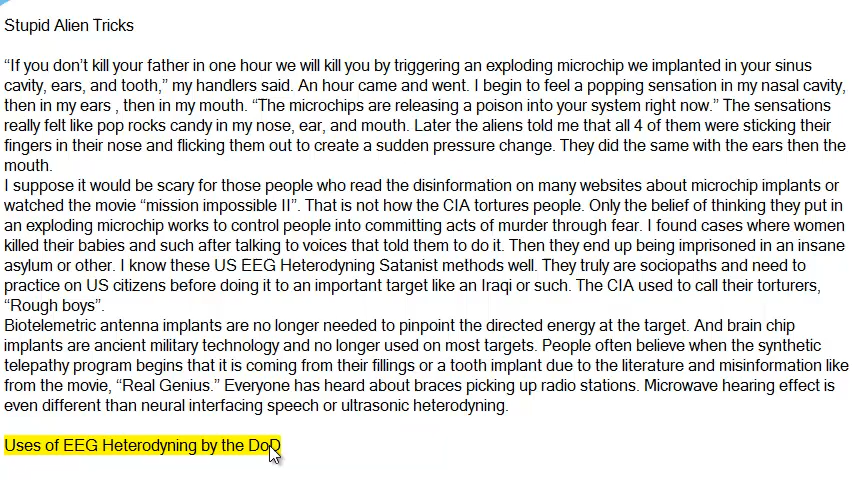 Stupid Alien Tricks
“If you don’t kill your father in one hour we will kill you by triggering an exploding microchip we implanted in your sinus
cavity, ears, and tooth,” my handlers said. An hour came and went. I begin to feel a popping sensation in my nasal cavity,
then in my ears , then in my mouth. “The microchips are releasing a poison into your system right now.” The sensations
really felt like pop rocks candy in my nose, ear, and mouth. Later the aliens told me that all 4 of them were sticking their
fingers in their nose and flicking them out to create a sudden pressure change. They did the same with the ears then the
mouth.
I suppose it would be scary for those people who read the disinformation on many websites about microchip implants or
watched the movie “mission impossible II”. That is not how the CIA tortures people. Only the belief of thinking they put in
an exploding microchip works to control people into committing acts of murder through fear. I found cases where women
killed their babies and such after talking to voices that told them to do it. Then they end up being imprisoned in an insane
asylum or other. I know these US EEG Heterodyning Satanist methods well. They truly are sociopaths and need to
practice on US citizens before doing it to an important target like an Iraqi or such. The CIA used to call their torturers,
“Rough boys”.
Biotelemetric antenna implants are no longer needed to pinpoint the directed energy at the target. And brain chip
implants are ancient military technology and no longer used on most targets. People often believe when the synthetic
telepathy program begins that it is coming from their fillings or a tooth implant due to the literature and misinformation like
from the movie, “Real Genius.” Everyone has heard about braces picking up radio stations. Microwave hearing effect is
even different than neural interfacing speech or ultrasonic heterodyning.
Uses of EEG Heterodyning by the DoD